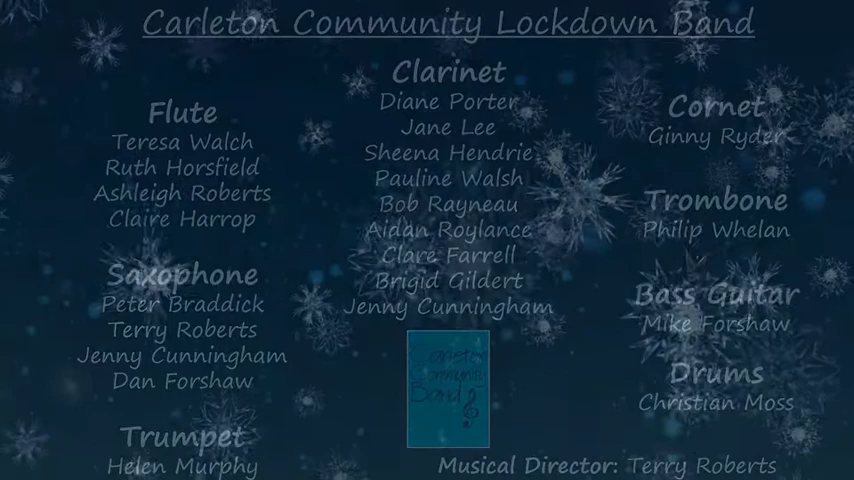 Carleton Community Lockdown Band
Flute
Teresa Walch
Ruth Horsfield
Ashleigh Roberts
Claire Harrop
Saxophone
Peter Braddick
Terry Roberts
Jenny Cunningham
Dan Forshaw
Trumpet
Helen Murphy
Clarinet
Diane Porter
Jane Lee
Sheena Hendrie
Pauline Walsh
Bob Rayneau
Aidan Roylance
Clare Farrell
Brigid Gildert
Jenny Cunningham
Carleton
Community
Band
Cornet
Ginny Ryder
Trombone
Philip Whelan
Bass Guitar
Mike Forshaw
Drums
Christian Moss
Musical Director: Terry Roberts